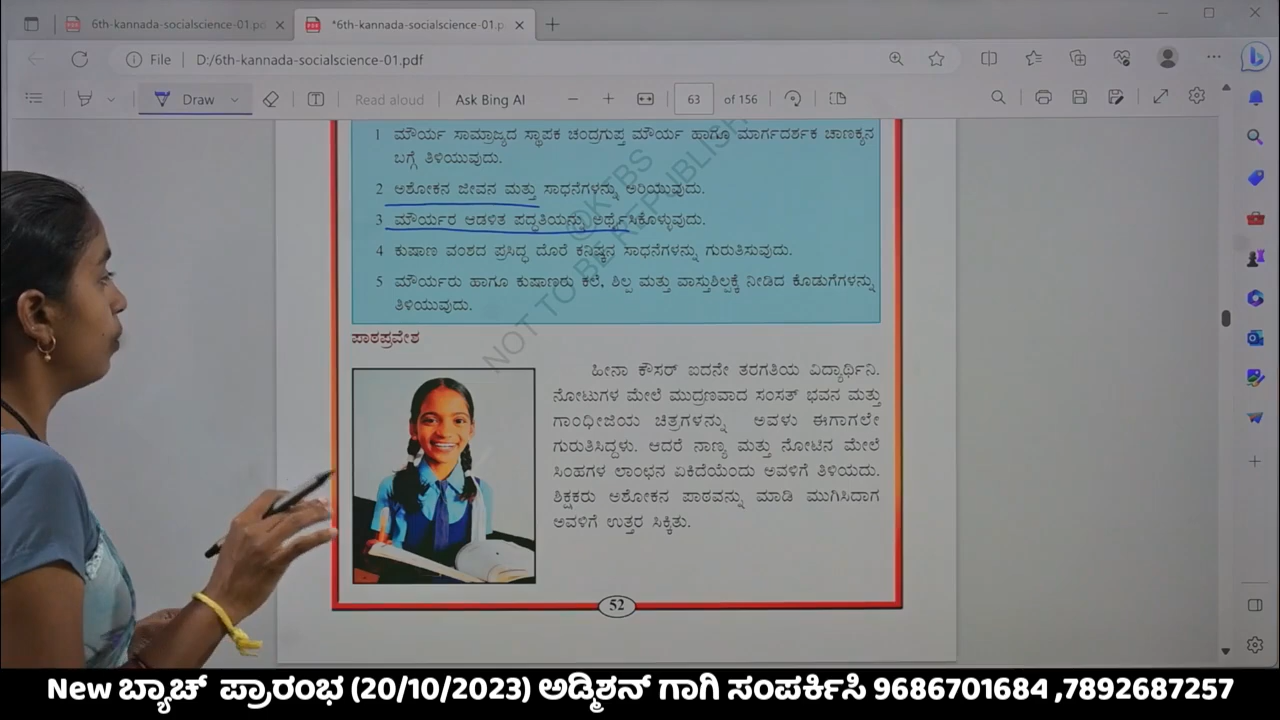 6th-kannada-socialscience-01.pd
*6th-kannada-socialscience-01.p
File D:/6th-kannada-socialscience-01.pdf
Draw Read aloud Ask Bing AI 63 of 156
1 ಮೌರ್ಯ ಸಾಮ್ರಾಜ್ಯದ ಸ್ಥಾಪಕ ಚಂದ್ರಗುಪ್ತ ಮೌರ್ಯ ಹಾಗೂ ಮಾರ್ಗದರ್ಶಕ ಚಾಣಕ್ಯನ
ಬಗ್ಗೆ ತಿಳಿಯುವುದು.
2 ಅಶೋಕನ ಜೀವನ ಮತ್ತು ಸಾಧನೆಗಳನ್ನು ಅರಿಯುವುದು.
3 ಮೌರ್ಯರ ಆಡಳಿತ ಪದ್ಧತಿಯನ್ನು ಅರ್ಥೈಸಿಕೊಳ್ಳುವುದು.
4 ಕುಷಾಣ ವಂಶದ ಪ್ರಸಿದ್ಧ ದೊರೆ ಕನಿಷ್ಕನ ಸಾಧನೆಗಳನ್ನು ಗುರುತಿಸುವುದು.
5 ಮೌರ್ಯರು ಹಾಗೂ ಕುಷಾಣರು ಕಲೆ, ಶಿಲ್ಪ ಮತ್ತು ವಾಸ್ತುಶಿಲ್ಪಕ್ಕೆ ನೀಡಿದ ಕೊಡುಗೆಗಳನ್ನು
ತಿಳಿಯುವುದು.
@KTBS
NOT TO BE REPUBLISH
ಪಾಠಪ್ರವೇಶ
ಹೀನಾ ಕೌಸರ್ ಐದನೇ ತರಗತಿಯ ವಿದ್ಯಾರ್ಥಿನಿ.
ನೋಟುಗಳ ಮೇಲೆ ಮುದ್ರಣವಾದ ಸಂಸತ್ ಭವನ ಮತ್ತು
ಗಾಂಧೀಜಿಯ ಚಿತ್ರಗಳನ್ನು ಅವಳು ಈಗಾಗಲೇ
ಗುರುತಿಸಿದ್ದಳು. ಆದರೆ ನಾಣ್ಯ ಮತ್ತು ನೋಟಿನ ಮೇಲೆ
ಸಿಂಹಗಳ ಲಾಂಛನ ಏಕಿದೆಯೆಂದು ಅವಳಿಗೆ ತಿಳಿಯದು.
ಶಿಕ್ಷಕರು ಅಶೋಕನ ಪಾಠವನ್ನು ಮಾಡಿ ಮುಗಿಸಿದಾಗ
ಅವಳಿಗೆ ಉತ್ತರ ಸಿಕ್ಕಿತು.
52
New ಬ್ಯಾಚ್ ಪ್ರಾರಂಭ (20/10/2023) ಅಡ್ಮಿಶನ್ ಗಾಗಿ ಸಂಪರ್ಕಿಸಿ 9686701684 ,7892687257